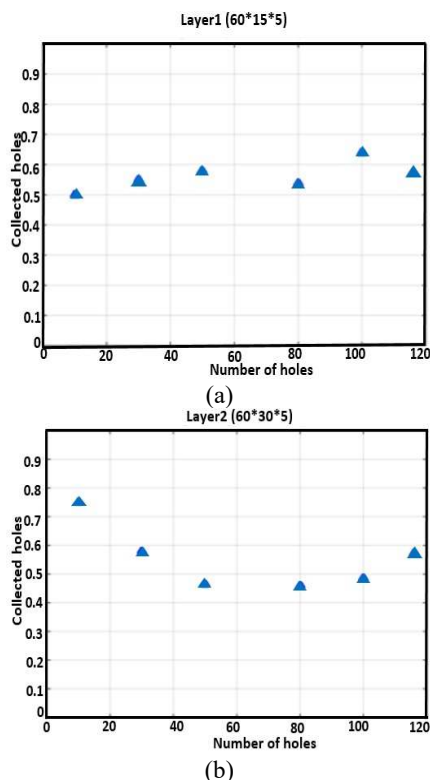 Layer1 (60*15*5)
Collected holes
0.9
0.8
0.7
0.6
0.5
0.4
0.3
0.2
0.1
0
0 20 40 60 80 100 120
Number of holes
(a)
Layer2 (60*30*5)
Collected holes
0.9
0.8
0.7
0.6
0.5
0.4
0.3
0.2
0.1
0
0 20 40 60 80 100 120
Number of holes
(b)